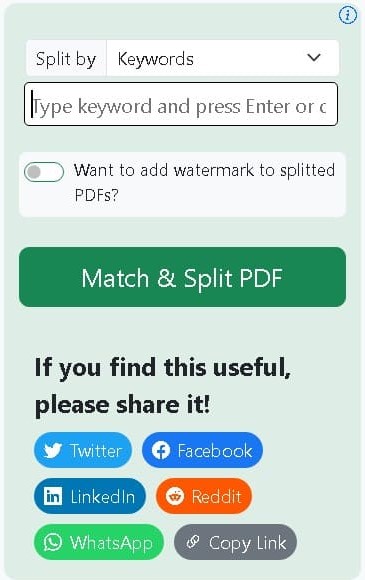 Split by Keywords
Type keyword and press Enter or c
Want to add watermark to splitted
PDFs?
Match & Split PDF
If you find this useful,
please share it!
Twitter Facebook
LinkedIn Reddit
WhatsApp Copy Link